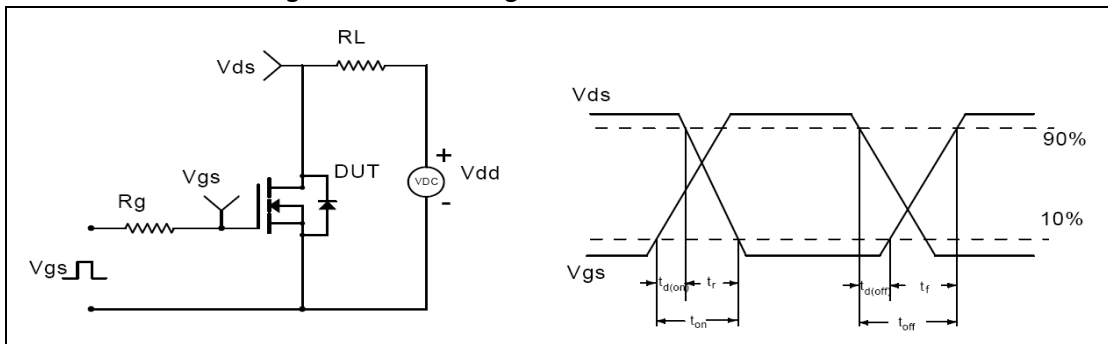 RL
Vds
Vgs
DUT
Rg
VDC
+
-
Vdd
Vgs
Vds
90%
10%
Vgs
td(on)
tr
td(off)
tf
ton
toff